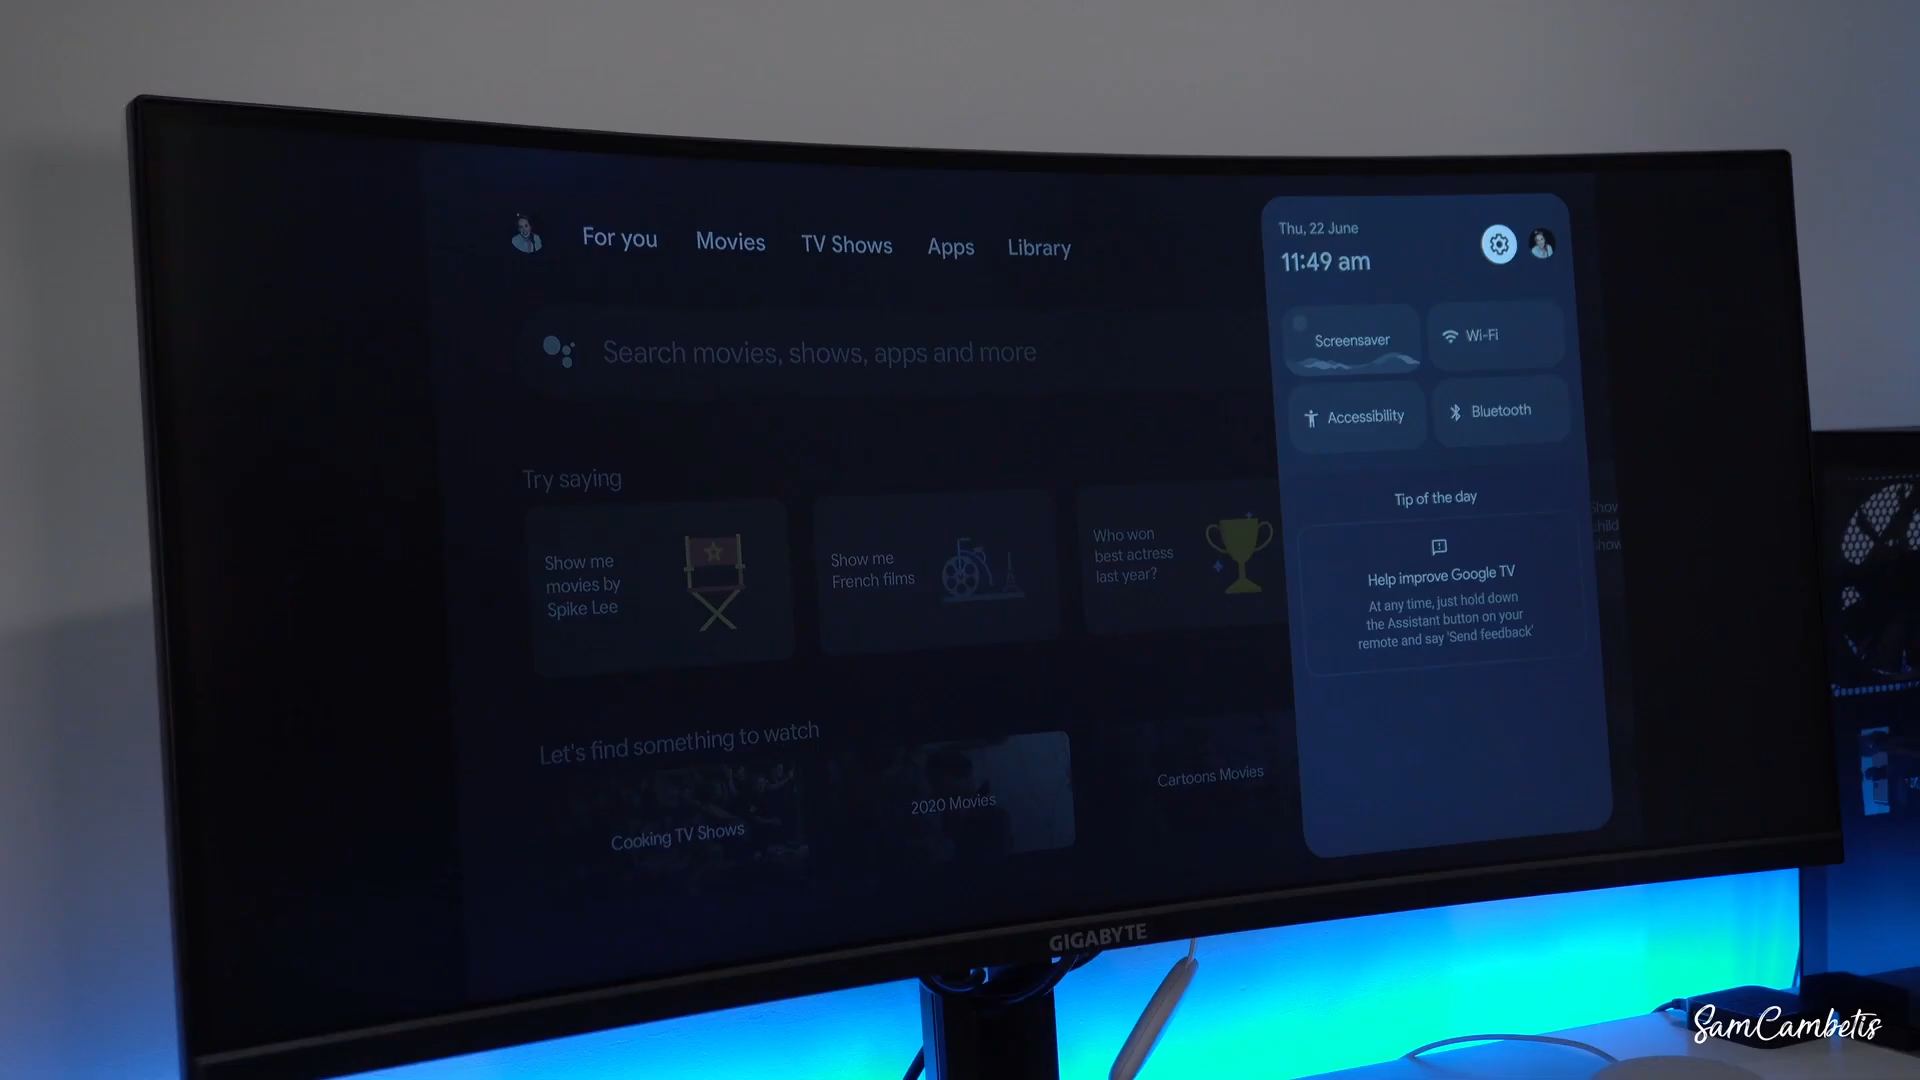 For you
Movies
TV Shows
Apps
Library
Search movies, shows, apps and more
Try saying
Show me
movies by
Spike Lee
Show me
French films
Who won
best actress
last year?
Let's find something to watch
Cooking TV Shows
2020 Movies
Cartoons Movies
Thu, 22 June
11:49 am
Screensaver
Wi-Fi
Accessibility
Bluetooth
Tip of the day
Help improve Google TV
At any time, just hold down
the Assistant button on your
remote and say 'Send feedback'
GIGABYTE
SamCambetis